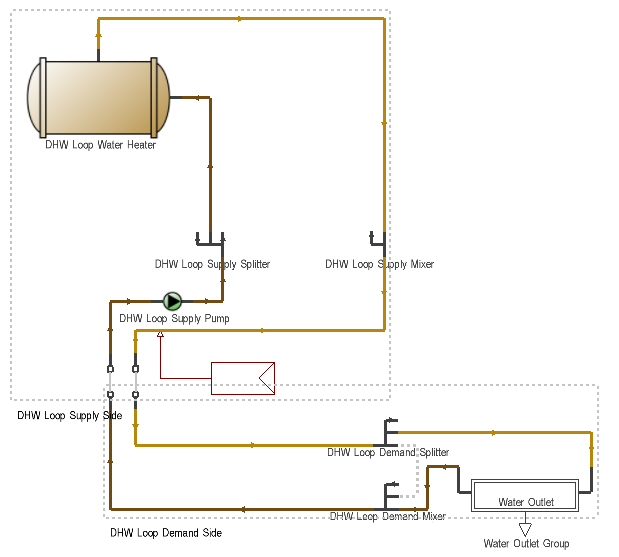 DHW Loop Water Heater
DHW Loop Supply Splitter
DHW Loop Supply Mixer
DHW Loop Supply Pump
DHW Loop Supply Side
DHW Loop Demand Splitter
Water Outlet
DHW Loop Demand Mixer
DHW Loop Demand Side
Water Outlet Group